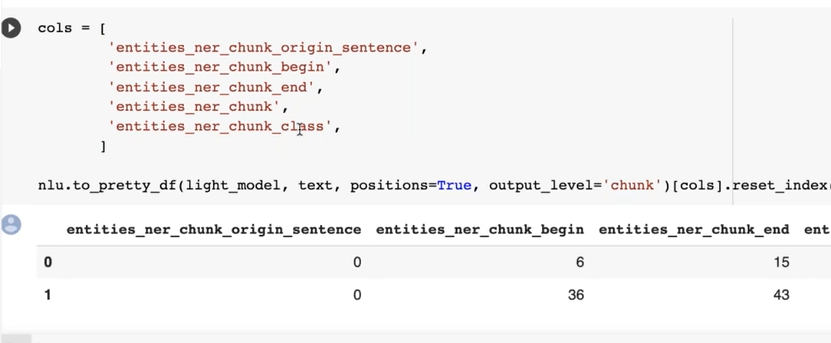 cols = [
'entities_ner_chunk_origin_sentence',
'entities_ner_chunk_begin',
'entities_ner_chunk_end',
'entities_ner_chunk',
'entities_ner_chunk_class',
]
nlu.to_pretty_df(light_model, text, positions=True, output_level='chunk')[cols].reset_index(
entities_ner_chunk_origin_sentence entities_ner_chunk_begin entities_ner_chunk_end ent
0 0 6 15
1 0 36 43